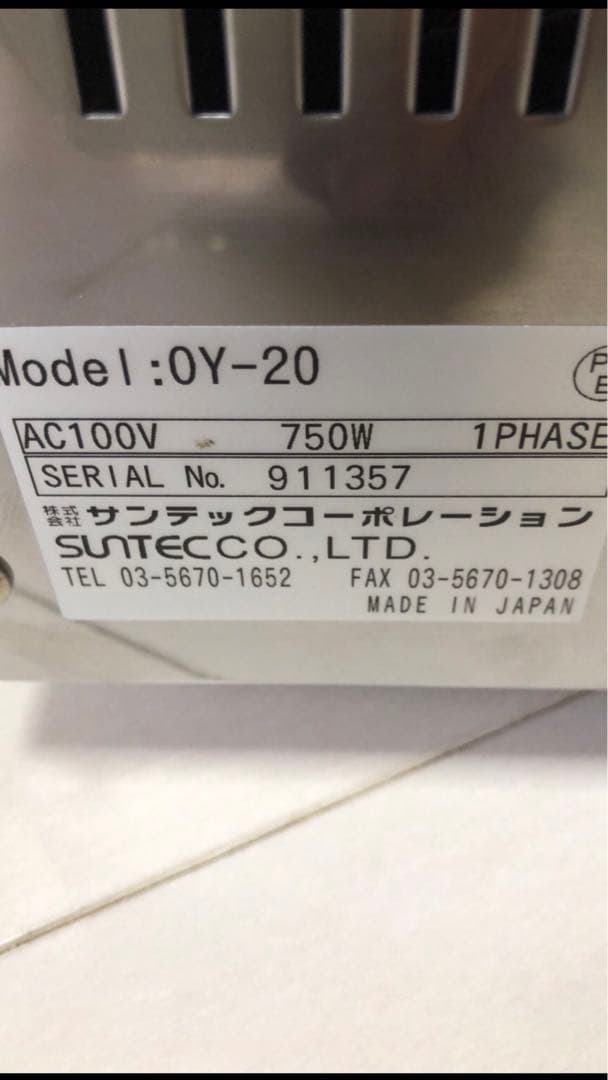 Model:OY-20
P
E
AC100V 750W 1PHASE
SERIAL No. 911357
株式会社 サンテックコーポレーション
SUNTECCO.,LTD.
TEL 03-5670-1652 FAX 03-5670-1308
MADE IN JAPAN